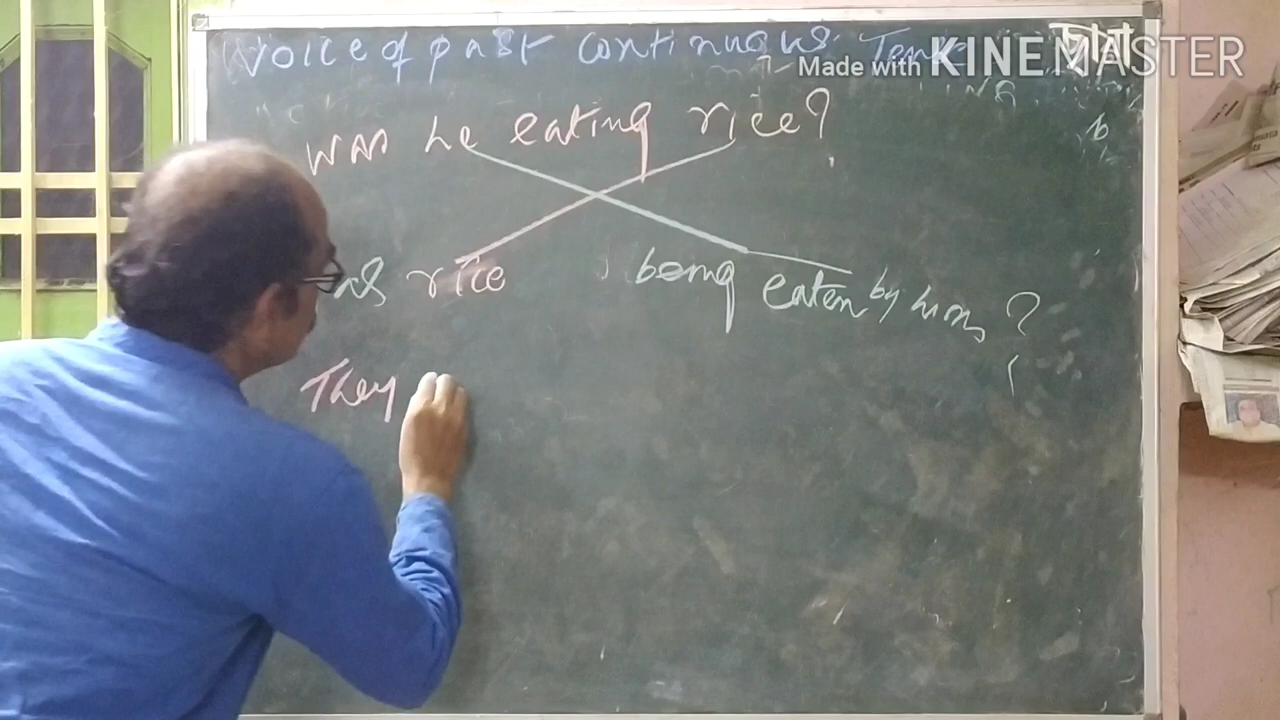 Voice of past continuous Tense
Made with KINEMASTER
was he eating rice?
rice being eaten by him?
They